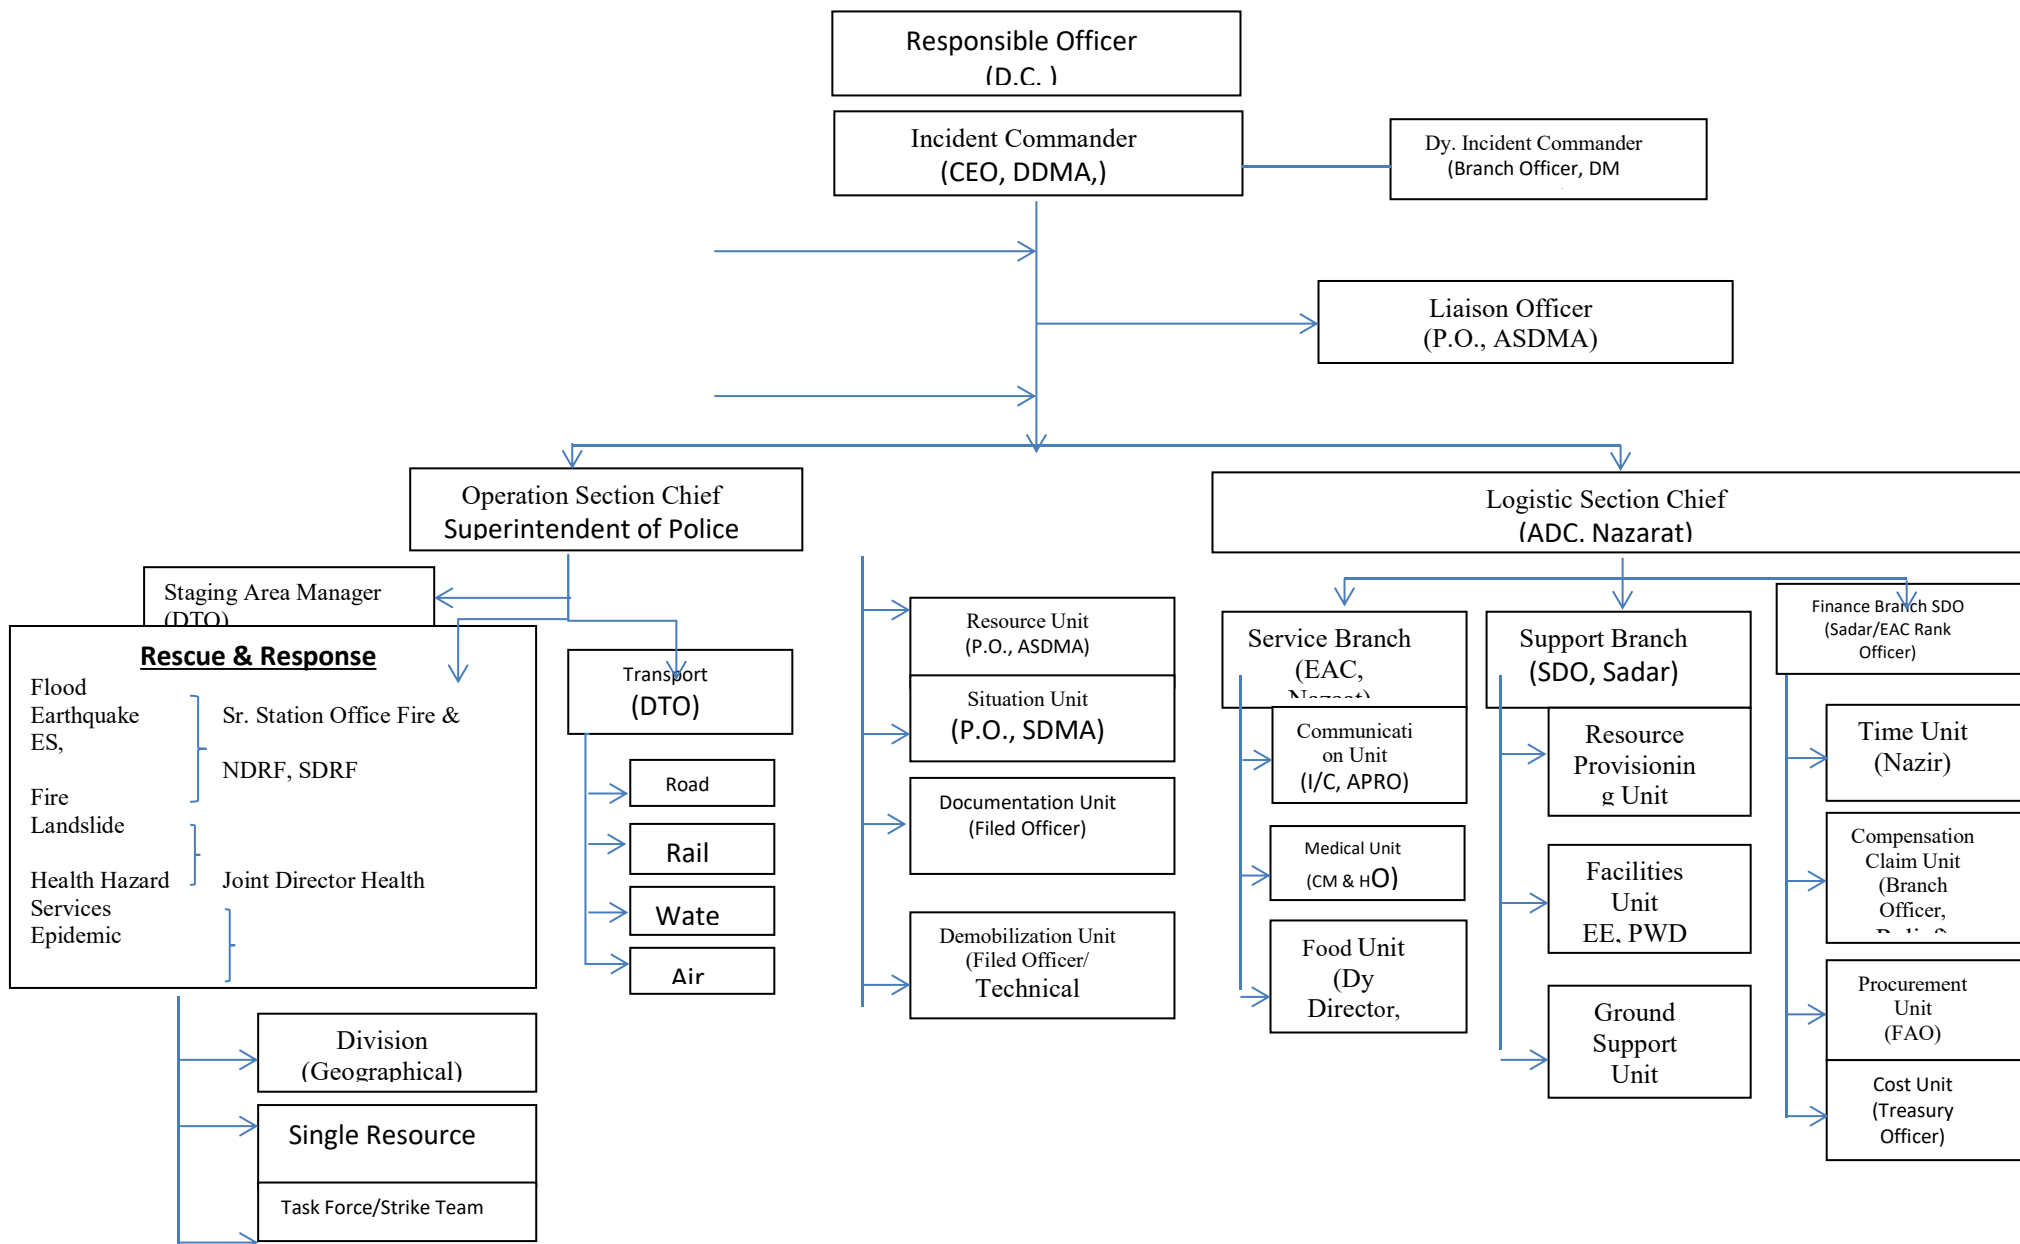 Responsible Officer
(D.C. )
Incident Commander
(CEO, DDMA,)
Dy. Incident Commander
(Branch Officer, DM
Liaison Officer
(P.O., ASDMA)
Operation Section Chief
Superintendent of Police
Logistic Section Chief
(ADC. Nazarat)
Staging Area Manager
(DTO)
Rescue & Response
Flood
Earthquake
ES,
Sr. Station Office Fire &
NDRF, SDRF
Fire
Landslide
Health Hazard
Joint Director Health
Services
Epidemic
Transport
(DTO)
Road
Rail
Wate
Air
Division
(Geographical)
Single Resource
Task Force/Strike Team
Resource Unit
(P.O., ASDMA)
Situation Unit
(P.O., SDMA)
Documentation Unit
(Filed Officer)
Demobilization Unit
(Filed Officer/
Technical
Service Branch
(EAC,
Communicati
on Unit
(I/C, APRO)
Medical Unit
(CM & HO)
Food Unit
(Dy
Director,
Support Branch
(SDO, Sadar)
Resource
Provisionin
g Unit
Facilities
Unit
EE, PWD
Ground
Support
Unit
Finance Branch SDO
(Sadar/EAC Rank
Officer)
Time Unit
(Nazir)
Compensation
Claim Unit
(Branch
Officer,
Procurement
Unit
(FAO)
Cost Unit
(Treasury
Officer)